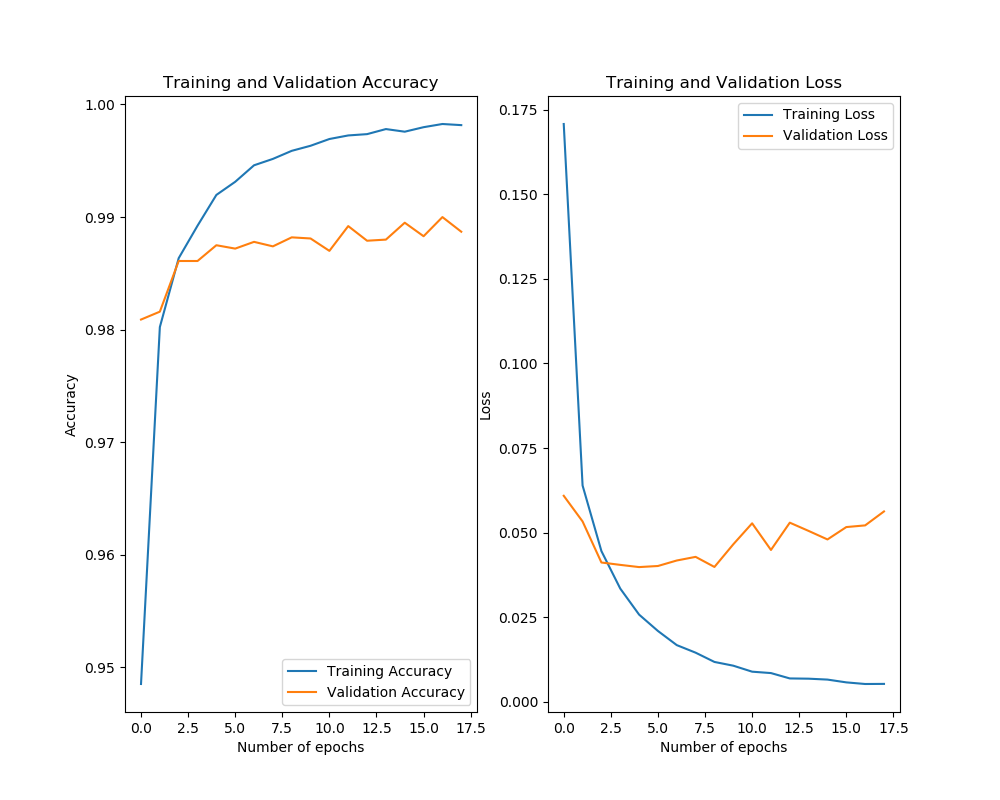 Training and Validation Accuracy
1.00
0.99
0.98
0.97
0.96
0.95
Accuracy
Training Accuracy
Validation Accuracy
0.0 2.5 5.0 7.5 10.0 12.5 15.0 17.5
Number of epochs
Training and Validation Loss
Training Loss
Validation Loss
0.175
0.150
0.125
0.100
0.075
0.050
0.025
0.000
Loss
0.0 2.5 5.0 7.5 10.0 12.5 15.0 17.5
Number of epochs